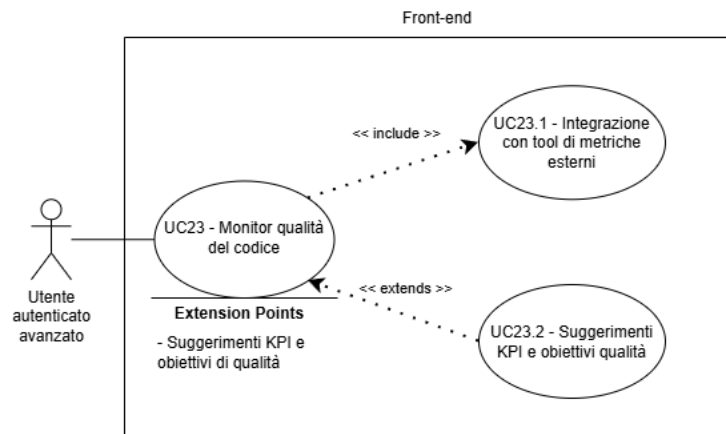 Front-end
<< include >>
UC23.1 - Integrazione
con tool di metriche
esterni
UC23 - Monitor qualità
del codice
Utente
autenticato
avanzato
Extension Points
- Suggerimenti KPI e
obiettivi di qualità
<< extends >>
UC23.2 - Suggerimenti
KPI e obiettivi qualità